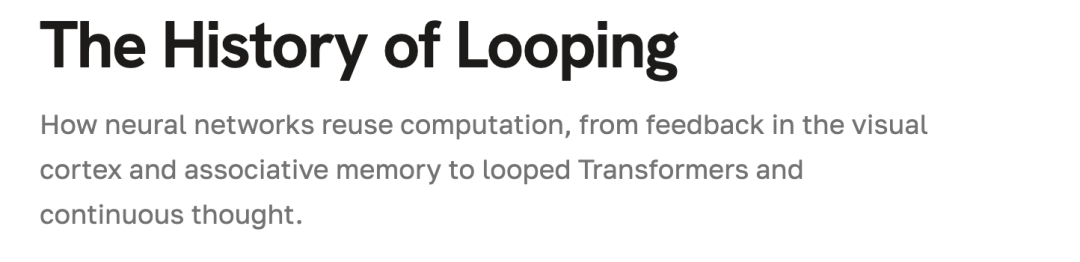 The History of Looping
How neural networks reuse computation, from feedback in the visual
cortex and associative memory to looped Transformers and
continuous thought.